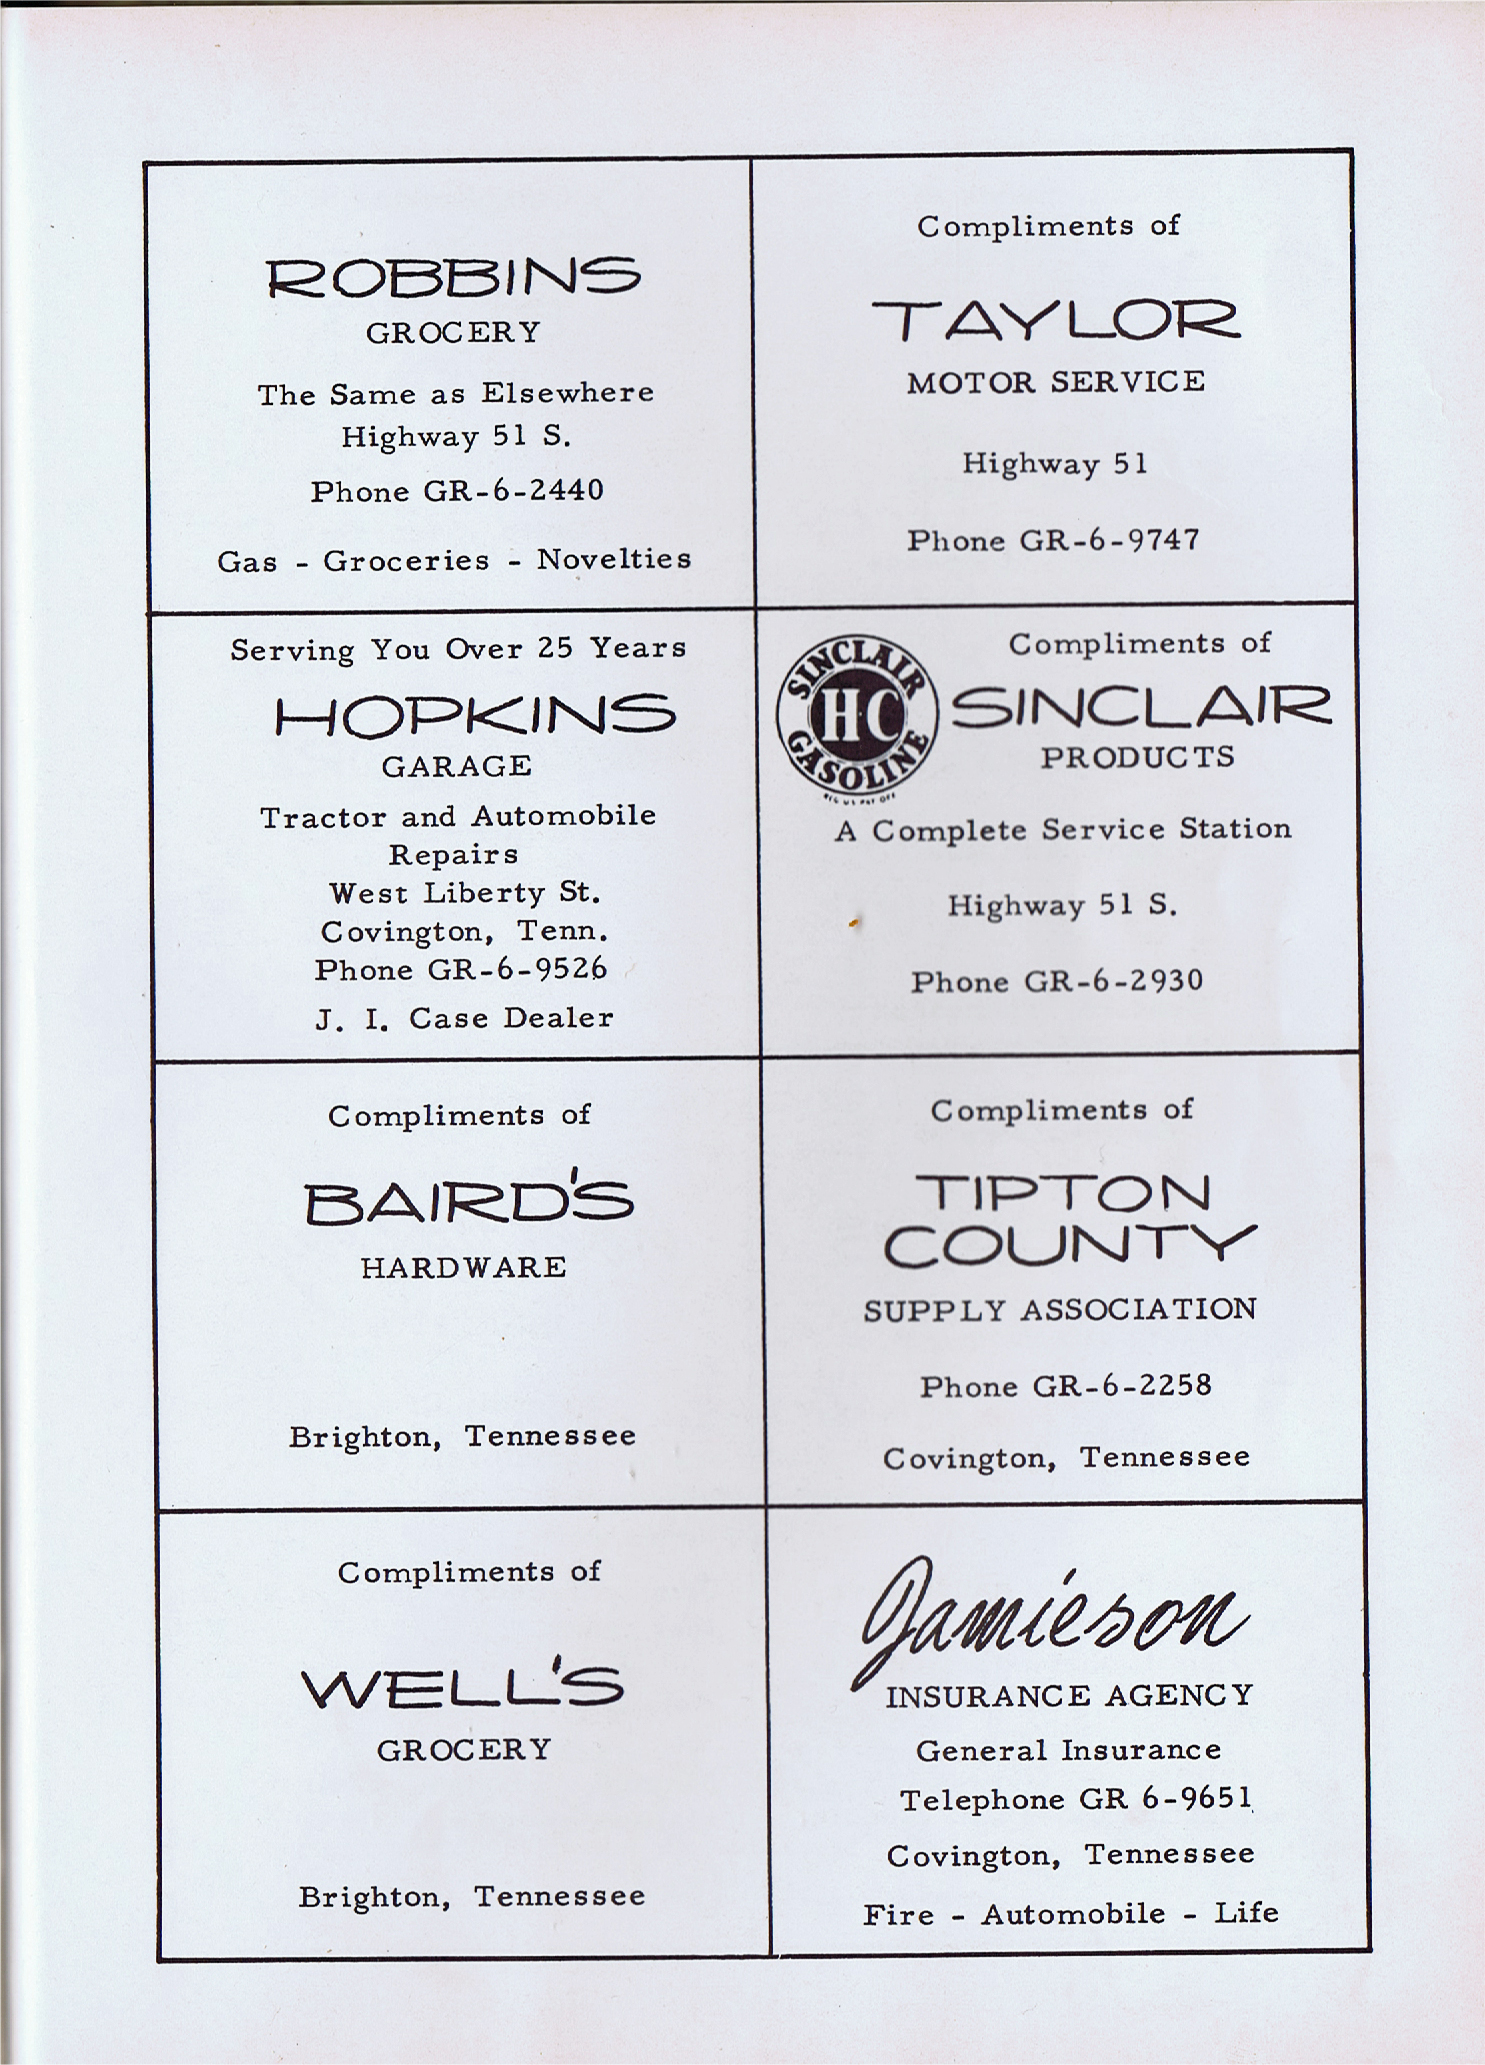 ROBBINS
GROCERY
The Same as Elsewhere
Highway 51 S.
Phone GR-6-2440
Gas - Groceries - Novelties
Compliments of
TAYLOR
MOTOR SERVICE
Highway 51
Phone GR-6-9747
Serving You Over 25 Years
HOPKINS
GARAGE
Tractor and Automobile
Repairs
West Liberty St.
Covington, Tenn.
Phone GR-6-9526
J. I. Case Dealer
SINCLAIR
HC
GASOLINE
REG US PAT OFF
Compliments of
SINCLAIR
PRODUCTS
A Complete Service Station
Highway 51 S.
Phone GR-6-2930
Compliments of
BAIRD'S
HARDWARE
Brighton, Tennessee
Compliments of
TIPTON
COUNTY
SUPPLY ASSOCIATION
Phone GR-6-2258
Covington, Tennessee
Compliments of
WELL'S
GROCERY
Brighton, Tennessee
Jamieson
INSURANCE AGENCY
General Insurance
Telephone GR 6-9651
Covington, Tennessee
Fire - Automobile - Life